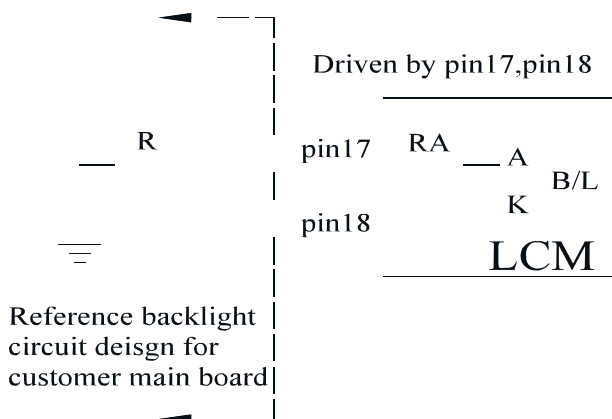 Driven by pin17,pin18
R
pin17
RA
A
B/L
K
pin18
LCM
Reference backlight
circuit deisgn for
customer main board